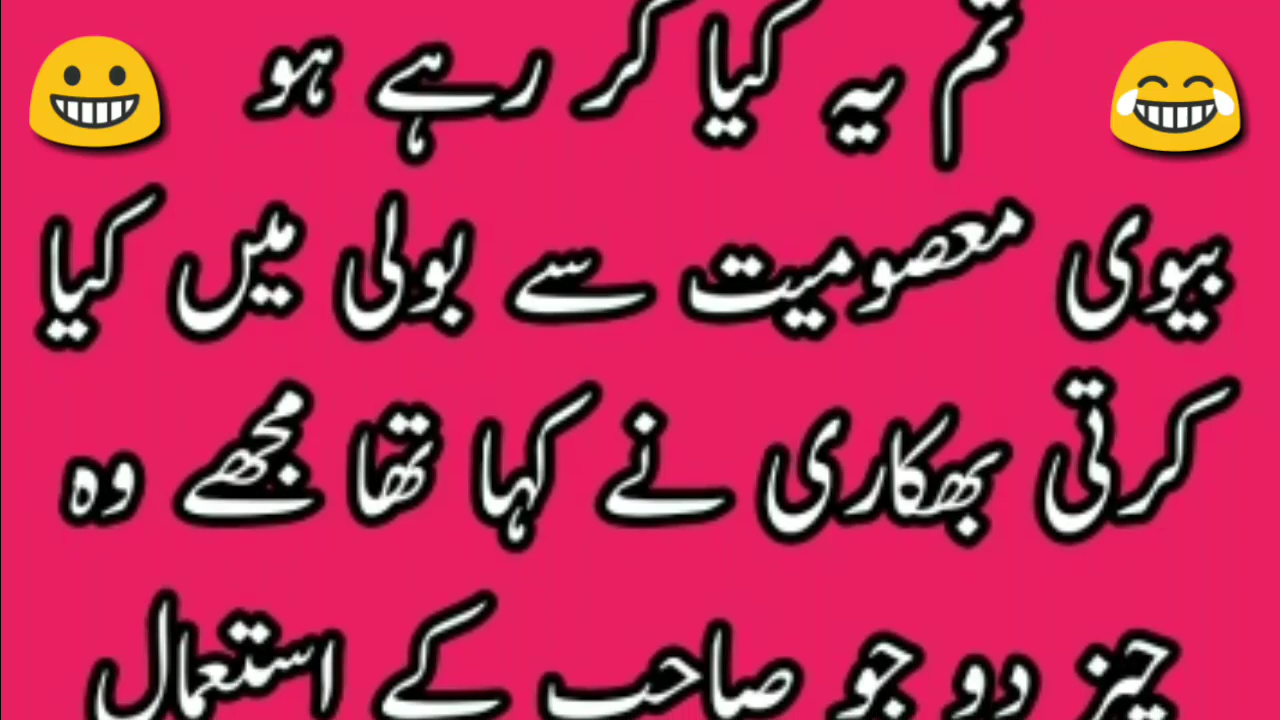 تم یہ کیا کر رہے ہو
بیوی معصومیت سے بولی میں کیا
کرتی بھکاری نے کہا تھا مجھے وہ
چیز دو جو صاحب کے استعمال